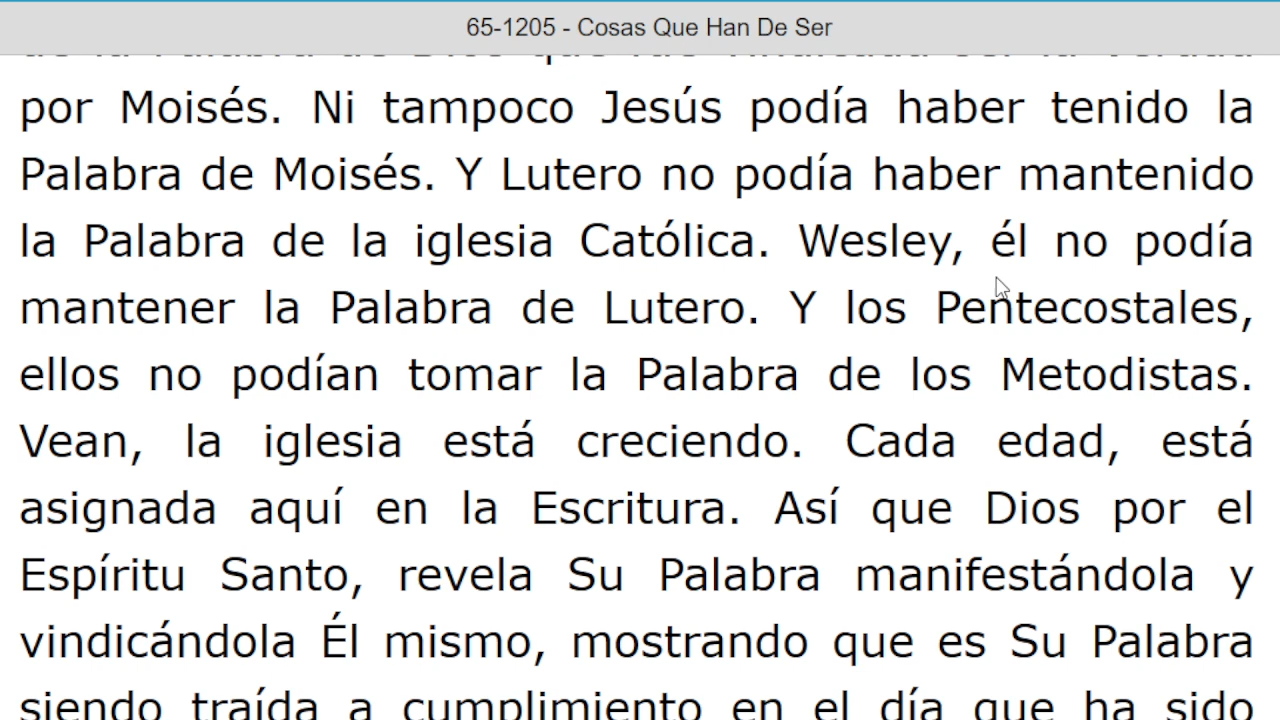 65-1205 - Cosas Que Han De Ser
por Moisés. Ni tampoco Jesús podía haber tenido la
Palabra de Moisés. Y Lutero no podía haber mantenido
la Palabra de la iglesia Católica. Wesley, él no podía
mantener la Palabra de Lutero. Y los Pentecostales,
ellos no podían tomar la Palabra de los Metodistas.
Vean, la iglesia está creciendo. Cada edad, está
asignada aquí en la Escritura. Así que Dios por el
Espíritu Santo, revela Su Palabra manifestándola y
vindicándola Él mismo, mostrando que es Su Palabra
siendo traída a cumplimiento en el día que ha sido